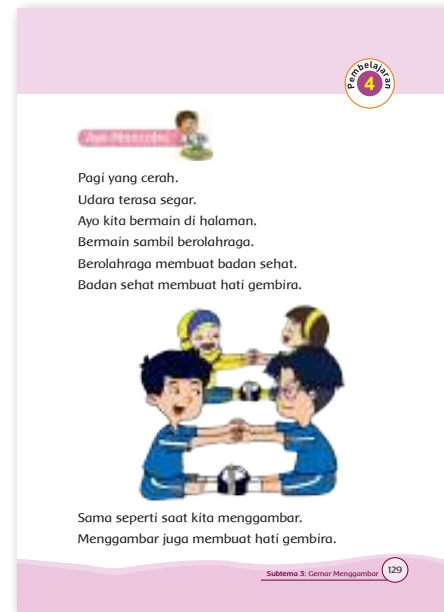 Pembelajaran
4
Ayo Mencoba
Pagi yang cerah.
Udara terasa segar.
Ayo kita bermain di halaman.
Bermain sambil berolahraga.
Berolahraga membuat badan sehat.
Badan sehat membuat hati gembira.
Sama seperti saat kita menggambar.
Menggambar juga membuat hati gembira.
Subtema 3: Gemar Menggambar 129